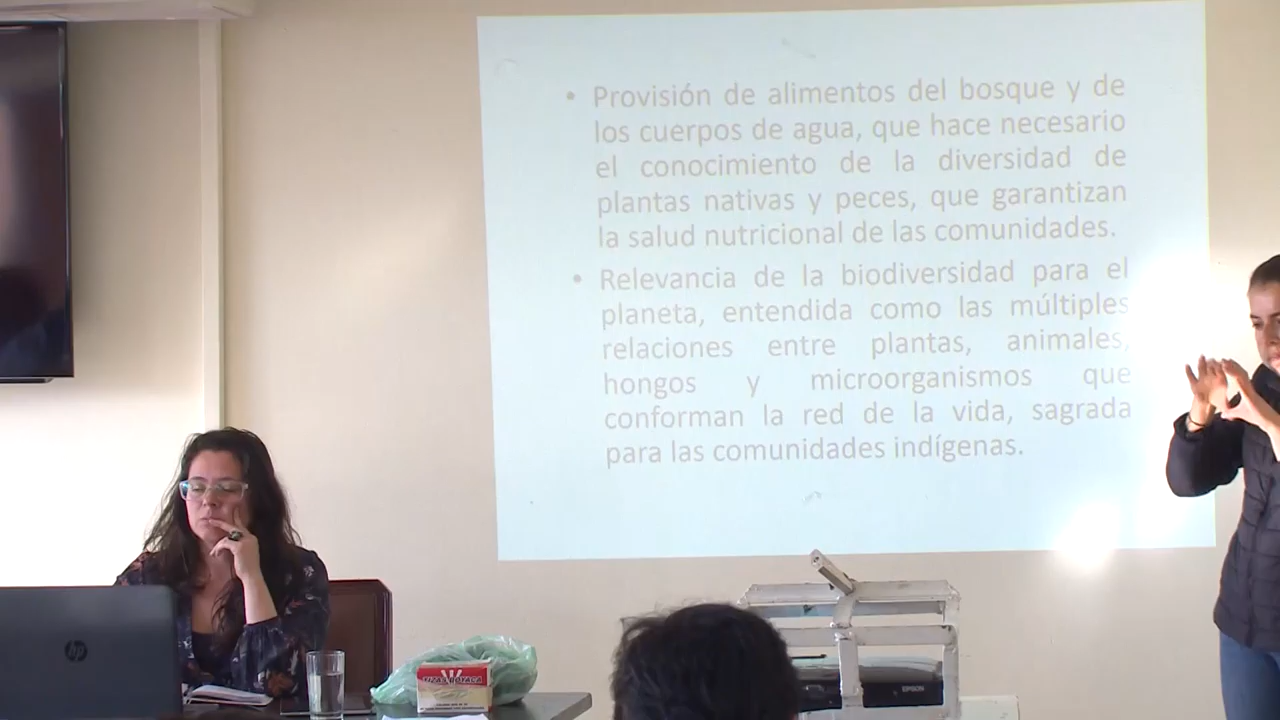 • Provisión de alimentos del bosque y de
los cuerpos de agua, que hace necesario
el conocimiento de la diversidad de
plantas nativas y peces, que garantizan
la salud nutricional de las comunidades.
• Relevancia de la biodiversidad para el
planeta, entendida como las múltiples
relaciones entre plantas, animales,
hongos y microorganismos que
conforman la red de la vida, sagrada
para las comunidades indígenas.
hp
EPSON